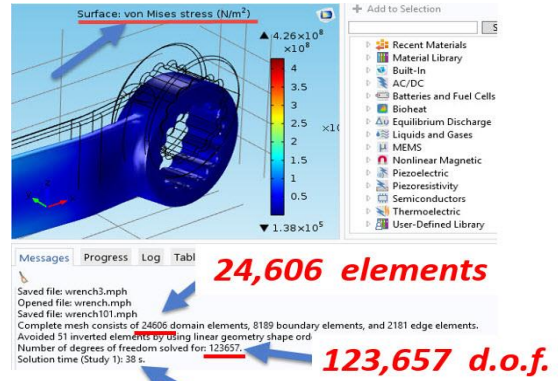 Surface: von Mises stress (N/m²)
▲ 4.26×10⁸
×10⁸
4
3.5
3
2.5
2
1.5
1
0.5
▼ 1.38×10⁵
Add to Selection
Recent Materials
Material Library
Built-In
AC/DC
Batteries and Fuel Cells
Bioheat
Equilibrium Discharge
Liquids and Gases
MEMS
Nonlinear Magnetic
Piezoelectric
Piezoresistivity
Semiconductors
Thermoelectric
User-Defined Library
Messages Progress Log Tabl
24,606 elements
Saved file: wrench3.mph
Opened file: wrench.mph
Saved file: wrench101.mph
Complete mesh consists of 24606 domain elements, 8189 boundary elements, and 2181 edge elements.
Avoided 51 inverted elements by using linear geometry shape ord
Number of degrees of freedom solved for: 123657.
Solution time (Study 1): 38 s.
123,657 d.o.f.